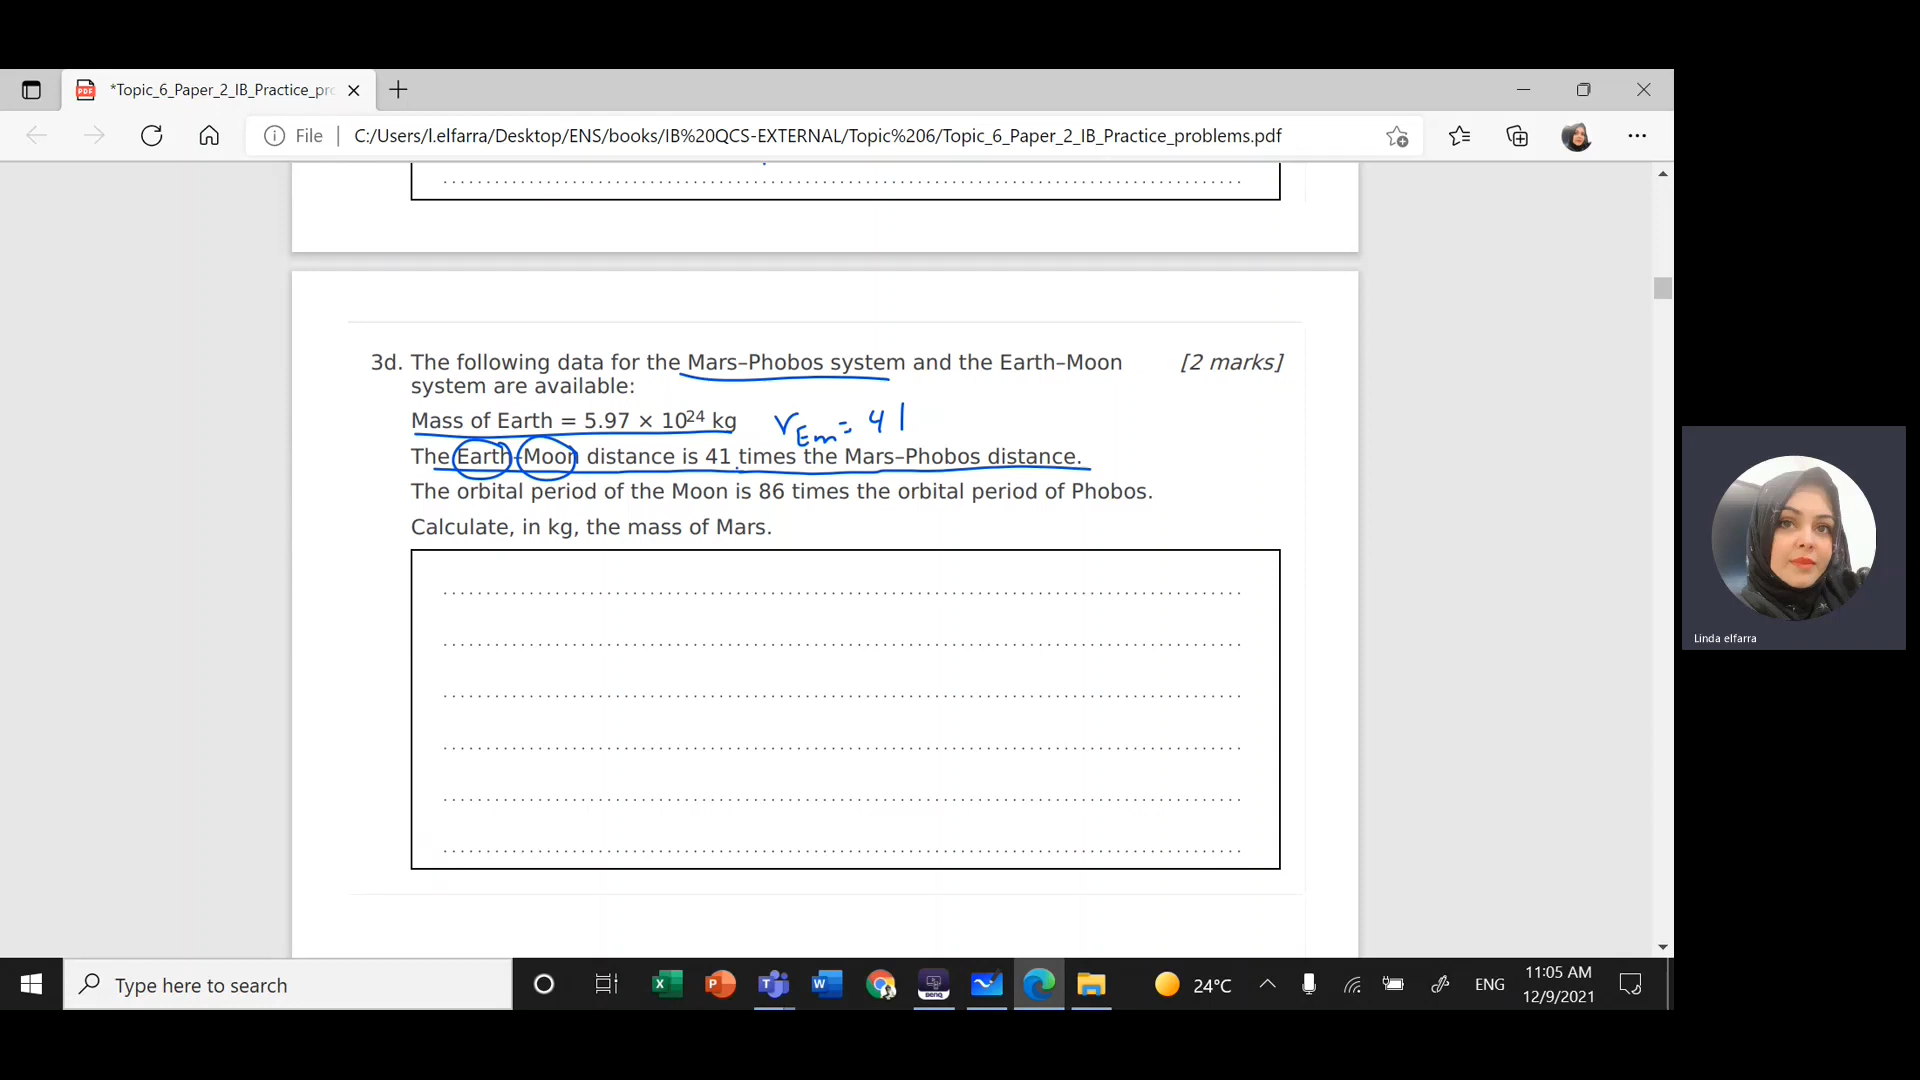 *Topic_6_Paper_2_IB_Practice_pro
File
C:/Users/l.elfarra/Desktop/ENS/books/IB%20QCS-EXTERNAL/Topic%206/Topic_6_Paper_2_IB_Practice_problems.pdf
3d. The following data for the Mars–Phobos system and the Earth–Moon [2 marks]
system are available:
Mass of Earth = 5.97 × 10²⁴ kg r_Em = 41
The Earth–Moon distance is 41 times the Mars–Phobos distance.
The orbital period of the Moon is 86 times the orbital period of Phobos.
Calculate, in kg, the mass of Mars.
Linda elfarra
Type here to search
BENQ
24°C
ENG
11:05 AM
12/9/2021